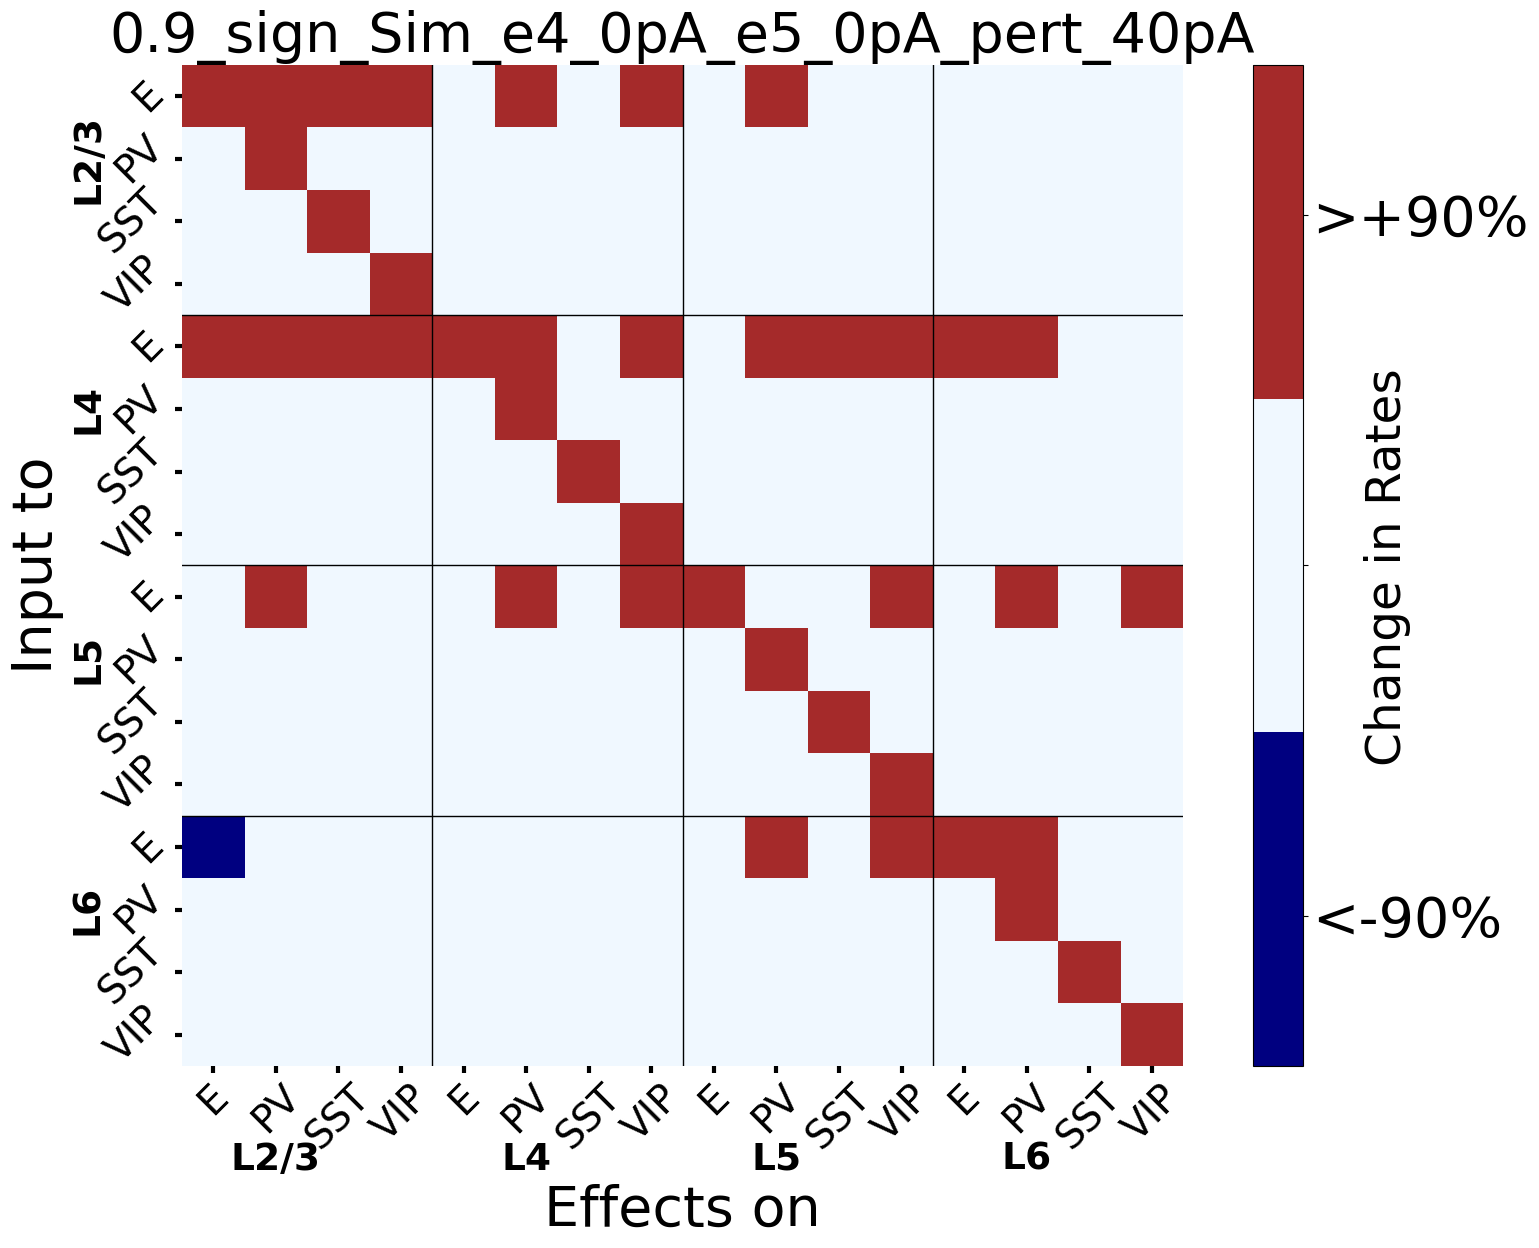 0.9_sign_Sim_e4_0pA_e5_0pA_pert_40pA
Input to
L2/3
E
PV
SST
VIP
L4
E
PV
SST
VIP
L5
E
PV
SST
VIP
L6
E
PV
SST
VIP
E PV SST VIP E PV SST VIP E PV SST VIP E PV SST VIP
L2/3 L4 L5 L6
Effects on
>+90%
<-90%
Change in Rates